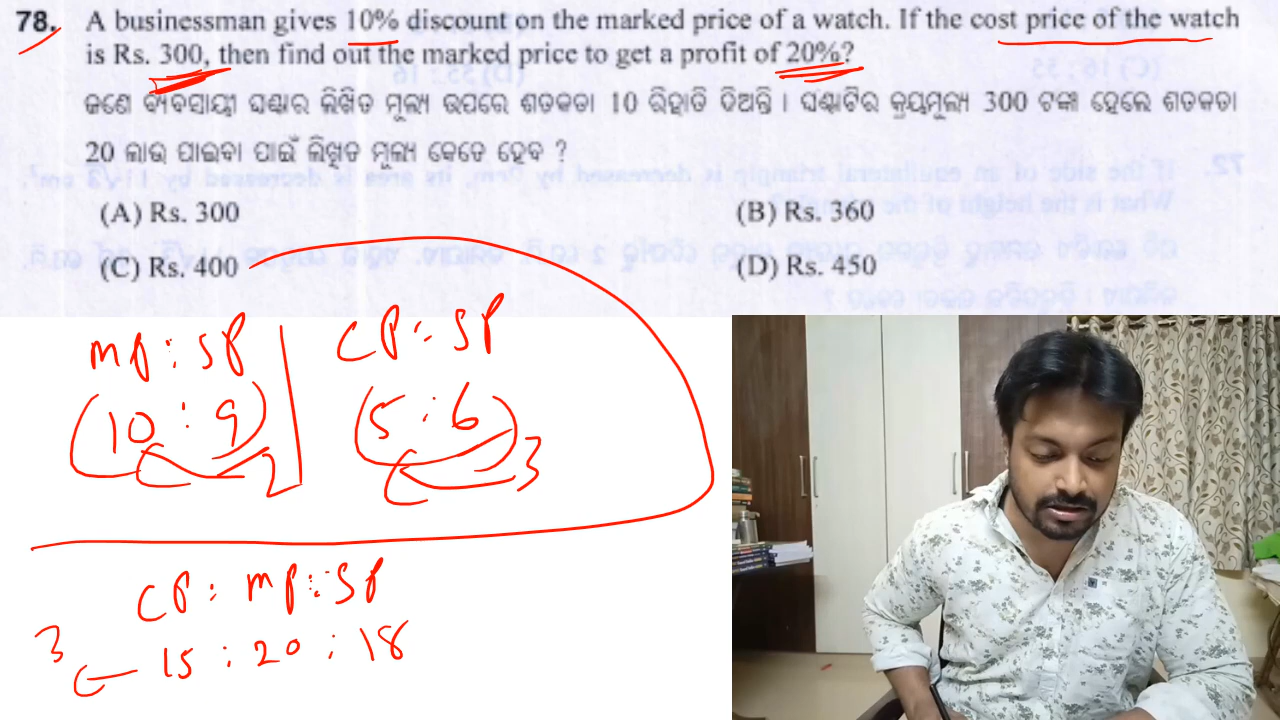 78. A businessman gives 10% discount on the marked price of a watch. If the cost price of the watch
is Rs. 300, then find out the marked price to get a profit of 20%?
ଜଣେ ବ୍ୟବସାୟୀ ଘଣ୍ଟାର ଲିଖିତ ମୂଲ୍ୟ ଉପରେ ଶତକଡା 10 ରିହାତି ଦିଅନ୍ତି । ଘଣ୍ଟାଟିର କ୍ରୟମୂଲ୍ୟ 300 ଟଙ୍କା ହେଲେ ଶତକଡା
20 ଲାଭ ପାଇବା ପାଇଁ ଲିଖିତ ମୂଲ୍ୟ କେତେ ହେବ ?
(A) Rs. 300 (B) Rs. 360
(C) Rs. 400 (D) Rs. 450
MP : SP CP : SP
10 : 9 5 : 6
2 3
CP : MP : SP
3 15 : 20 : 18